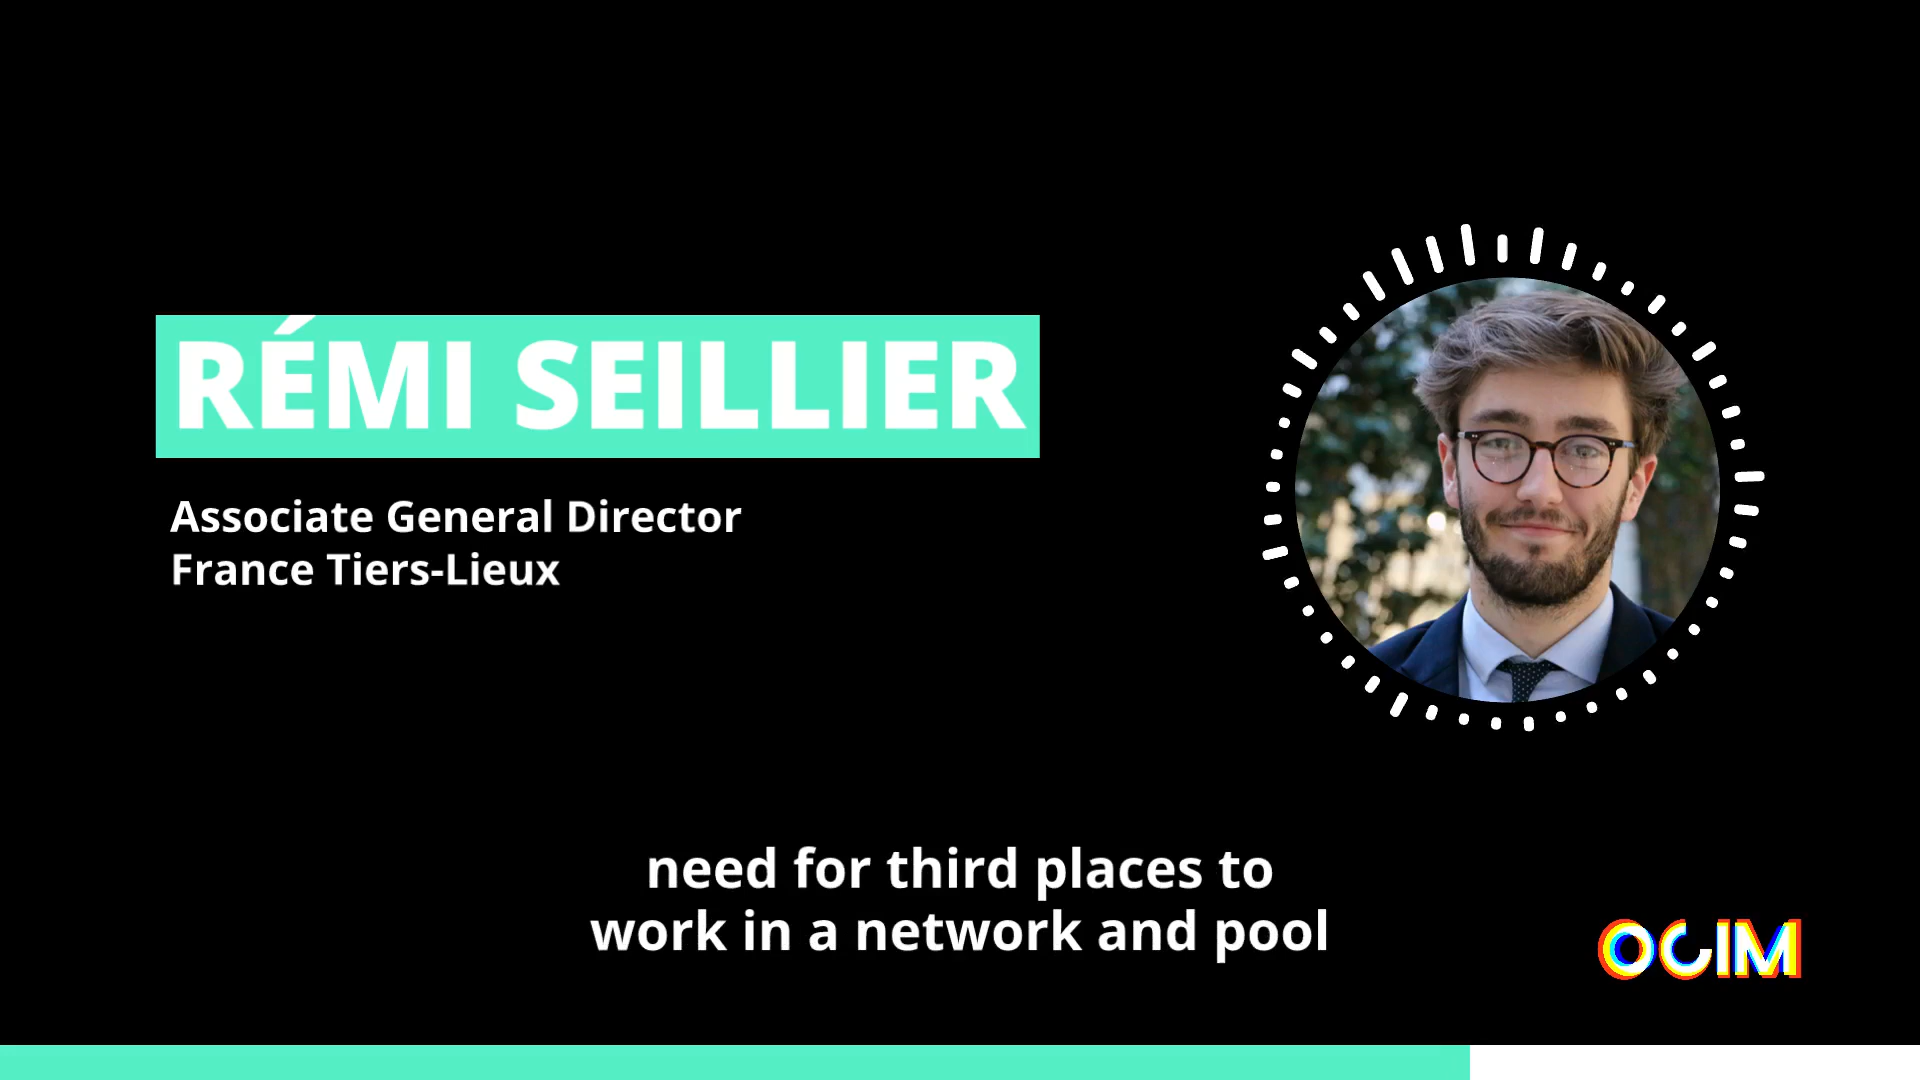 RÉMI SEILLIER
Associate General Director
France Tiers-Lieux
need for third places to
work in a network and pool
OCIM